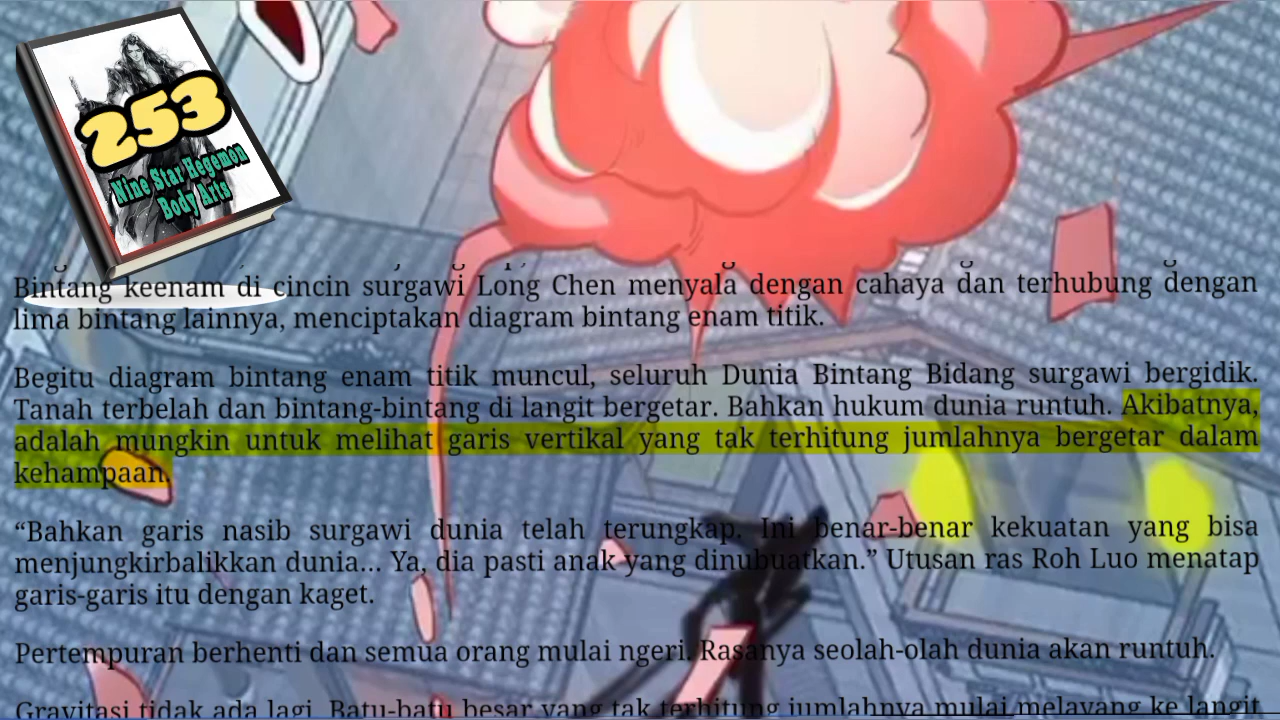 253
Nine Star Hegemon
Body Arts
Bintang keenam di cincin surgawi Long Chen menyala dengan cahaya dan terhubung dengan
lima bintang lainnya, menciptakan diagram bintang enam titik.
Begitu diagram bintang enam titik muncul, seluruh Dunia Bintang Bidang surgawi bergidik.
Tanah terbelah dan bintang-bintang di langit bergetar. Bahkan hukum dunia runtuh. Akibatnya,
adalah mungkin untuk melihat garis vertikal yang tak terhitung jumlahnya bergetar dalam
kehampaan.
“Bahkan garis nasib surgawi dunia telah terungkap. Ini benar-benar kekuatan yang bisa
menjungkirbalikkan dunia… Ya, dia pasti anak yang dinubuatkan.” Utusan ras Roh Luo menatap
garis-garis itu dengan kaget.
Pertempuran berhenti dan semua orang mulai ngeri. Rasanya seolah-olah dunia akan runtuh.
Gravitasi tidak ada lagi. Batu-batu besar yang tak terhitung jumlahnya mulai melayang ke langit